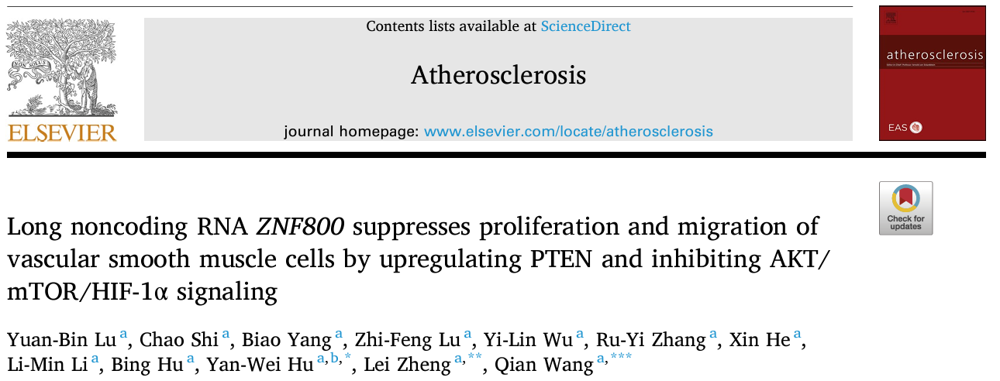 Contents lists available at ScienceDirect
Atherosclerosis
journal homepage: www.elsevier.com/locate/atherosclerosis
NON SOLUS
ELSEVIER
atherosclerosis
EAS
Check for
updates
Long noncoding RNA ZNF800 suppresses proliferation and migration of
vascular smooth muscle cells by upregulating PTEN and inhibiting AKT/
mTOR/HIF-1α signaling
Yuan-Bin Lu a, Chao Shi a, Biao Yang a, Zhi-Feng Lu a, Yi-Lin Wu a, Ru-Yi Zhang a, Xin He a,
Li-Min Li a, Bing Hu a, Yan-Wei Hu a,b,*, Lei Zheng a,**, Qian Wang a,***